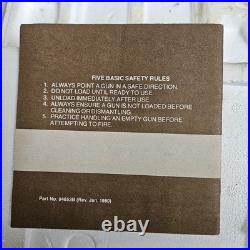 FIVE BASIC SAFETY RULES
1. ALWAYS POINT A GUN IN A SAFE DIRECTION.
2. DO NOT LOAD UNTIL READY TO USE.
3. UNLOAD IMMEDIATELY AFTER USE.
4. ALWAYS ENSURE A GUN IS NOT LOADED BEFORE
CLEANING OR DISMANTLING.
5. PRACTICE HANDLING AN EMPTY GUN BEFORE
ATTEMPTING TO FIRE.
Part No. (Rev. Jan. 1990)